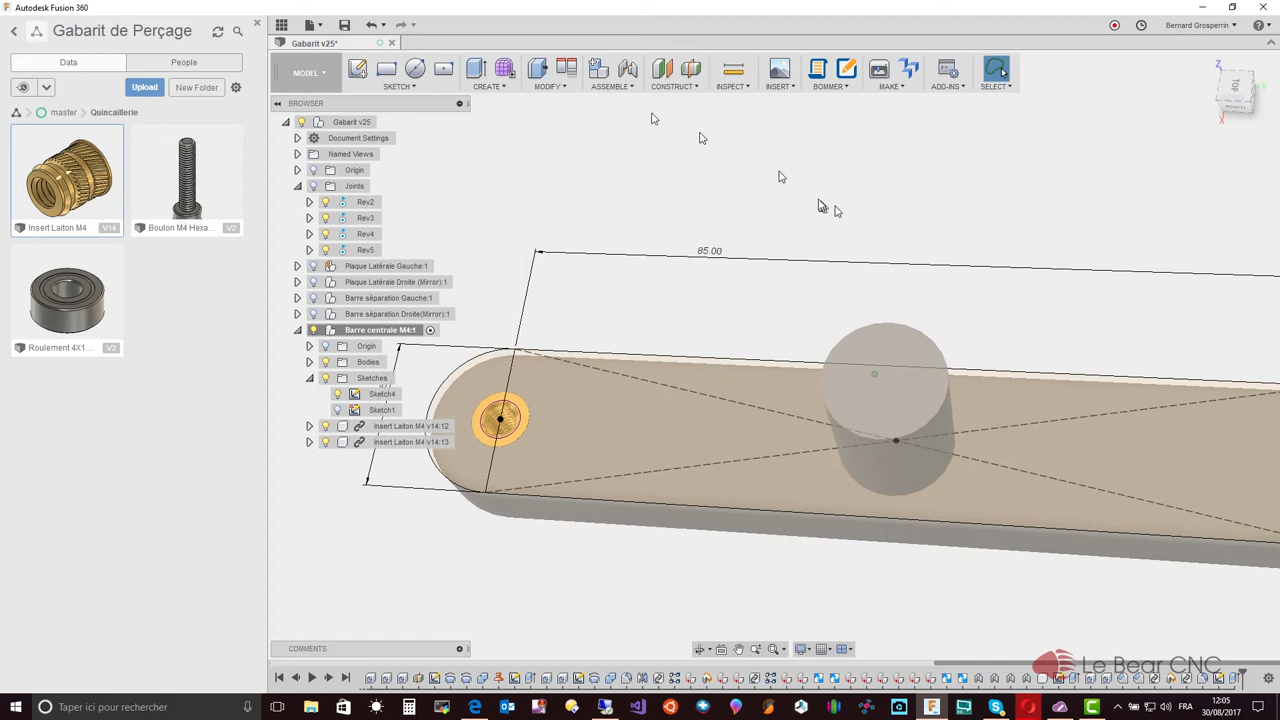 Autodesk Fusion 360
Gabarit de Perçage
Data
People
Upload
New Folder
master
Quincaillerie
Insert Laiton M4
V14
Boulon M4 Hexa...
V2
Roulement 4X1...
V2
Bernard Grosperrin
Gabarit v25*
MODEL
SKETCH
CREATE
MODIFY
ASSEMBLE
CONSTRUCT
INSPECT
INSERT
BOMMER
MAKE
ADD-INS
SELECT
BROWSER
Gabarit v25
Document Settings
Named Views
Origin
Joints
Rev2
Rev3
Rev4
Rev5
Plaque Latérale Gauche:1
Plaque Latérale Droite (Mirror):1
Barre séparation Gauche:1
Barre séparation Droite(Mirror):1
Barre centrale M4:1
Origin
Bodies
Sketches
Sketch4
Sketch1
Insert Laiton M4 v14:12
Insert Laiton M4 v14:13
85.00
Z
TOP
Y
X
COMMENTS
Le Bear CNC
Taper ici pour rechercher
FRA
12:05
30/08/2017